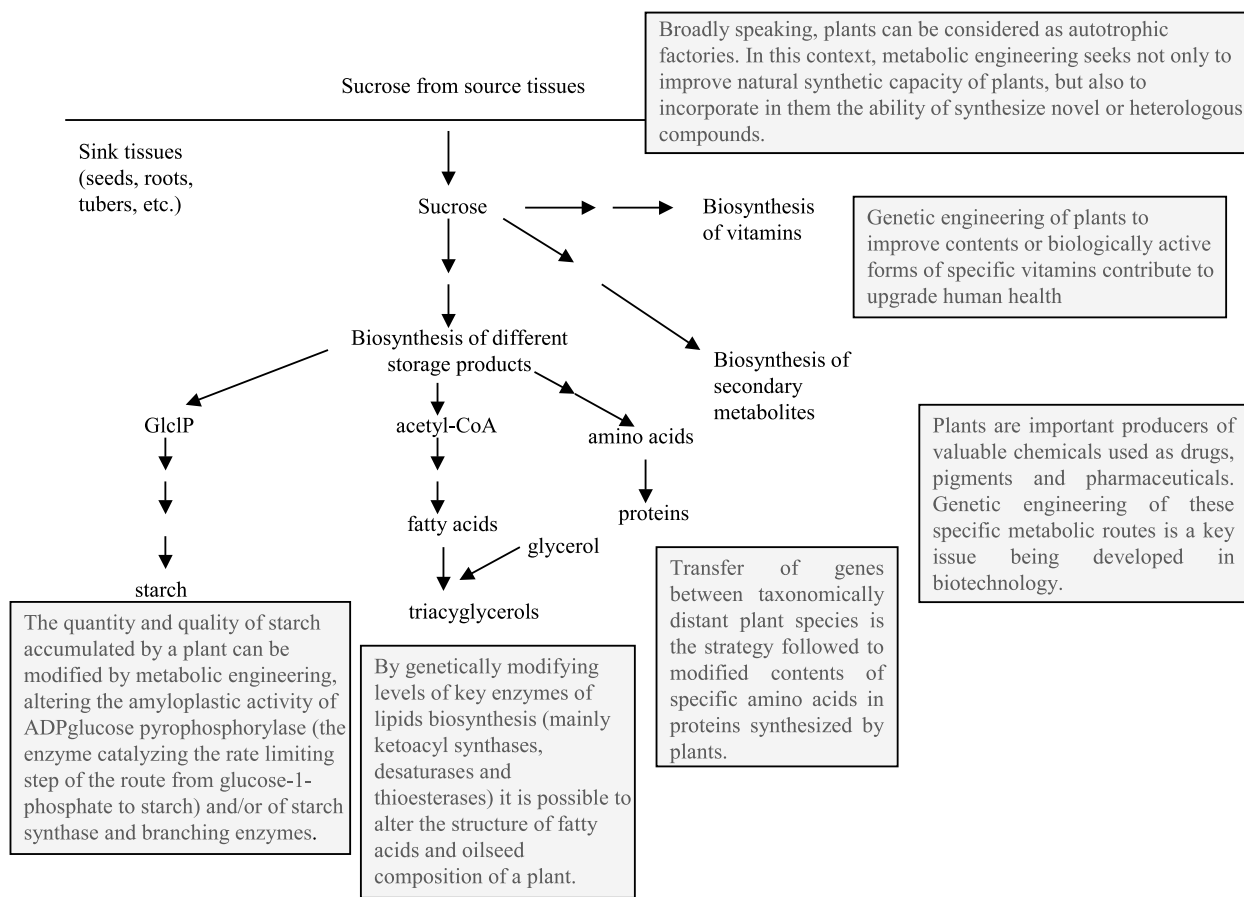 Broadly speaking, plants can be considered as autotrophic
factories. In this context, metabolic engineering seeks not only to
improve natural synthetic capacity of plants, but also to
incorporate in them the ability of synthesize novel or heterologous
compounds.
Sucrose from source tissues
Sink tissues
(seeds, roots,
tubers, etc.)
Sucrose
Biosynthesis
of vitamins
Genetic engineering of plants to
improve contents or biologically active
forms of specific vitamins contribute to
upgrade human health
Biosynthesis of different
storage products
Biosynthesis of
secondary
metabolites
GlclP
acetyl-CoA
amino acids
Plants are important producers of
valuable chemicals used as drugs,
pigments and pharmaceuticals.
Genetic engineering of these
specific metabolic routes is a key
issue being developed in
biotechnology.
fatty acids
proteins
glycerol
starch
triacyglycerols
The quantity and quality of starch
accumulated by a plant can be
modified by metabolic engineering,
altering the amyloplastic activity of
ADPglucose pyrophosphorylase (the
enzyme catalyzing the rate limiting
step of the route from glucose-1-
phosphate to starch) and/or of starch
synthase and branching enzymes.
By genetically modifying
levels of key enzymes of
lipids biosynthesis (mainly
ketoacyl synthases,
desaturases and
thioesterases) it is possible to
alter the structure of fatty
acids and oilseed
composition of a plant.
Transfer of genes
between taxonomically
distant plant species is
the strategy followed to
modified contents of
specific amino acids in
proteins synthesized by
plants.